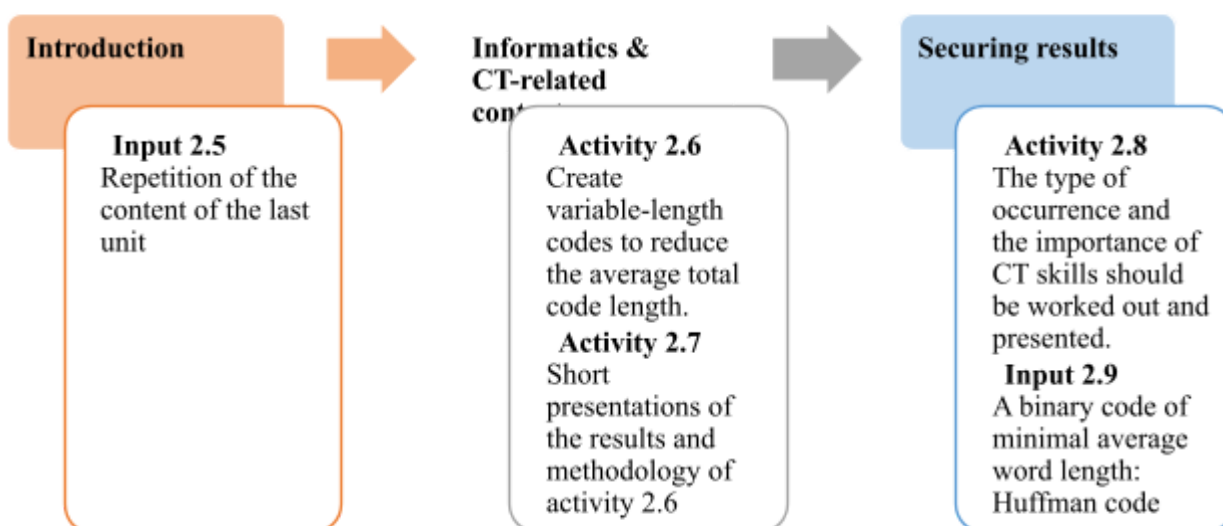 Introduction
Input 2.5
Repetition of the
content of the last
unit
Informatics &
CT-related
Activity 2.6
Create
variable-length
codes to reduce
the average total
code length.
Activity 2.7
Short
presentations of
the results and
methodology of
activity 2.6
Securing results
Activity 2.8
The type of
occurrence and
the importance of
CT skills should
be worked out and
presented.
Input 2.9
A binary code of
minimal average
word length:
Huffman code